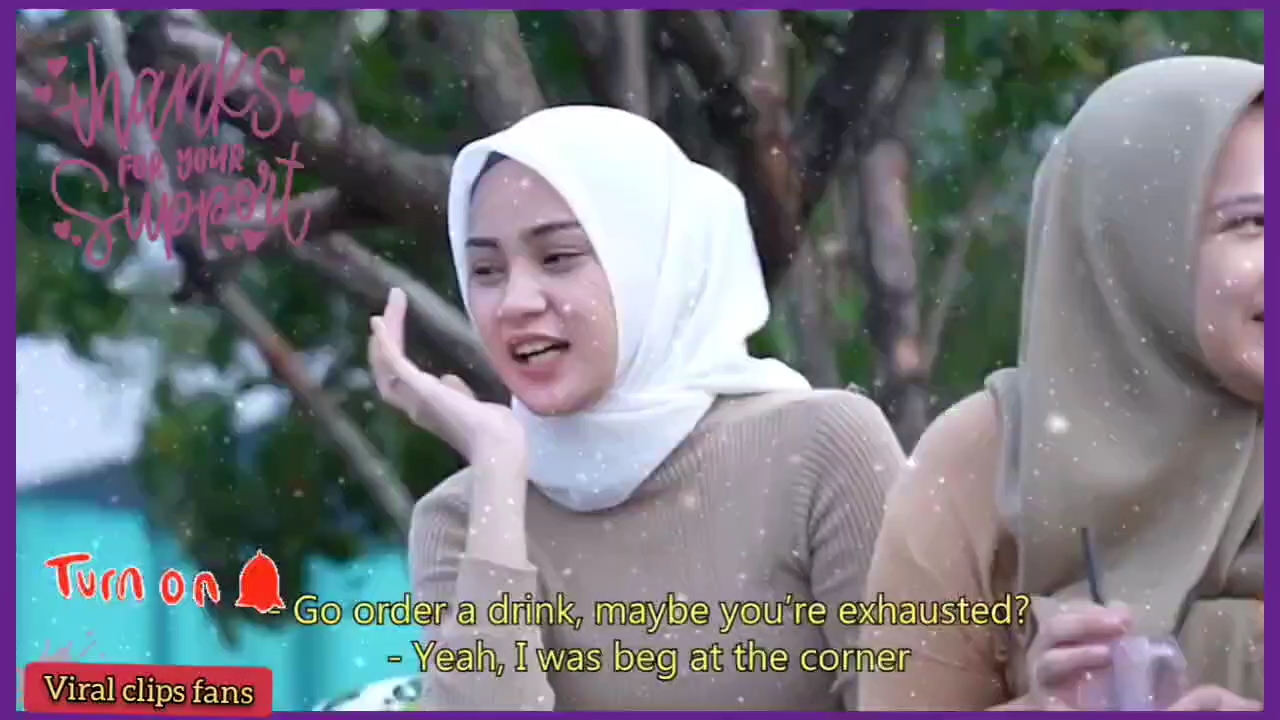 thanks
FOR YOUR
Support
Turn on
- Go order a drink, maybe you're exhausted?
- Yeah, I was beg at the corner
Viral clips fans